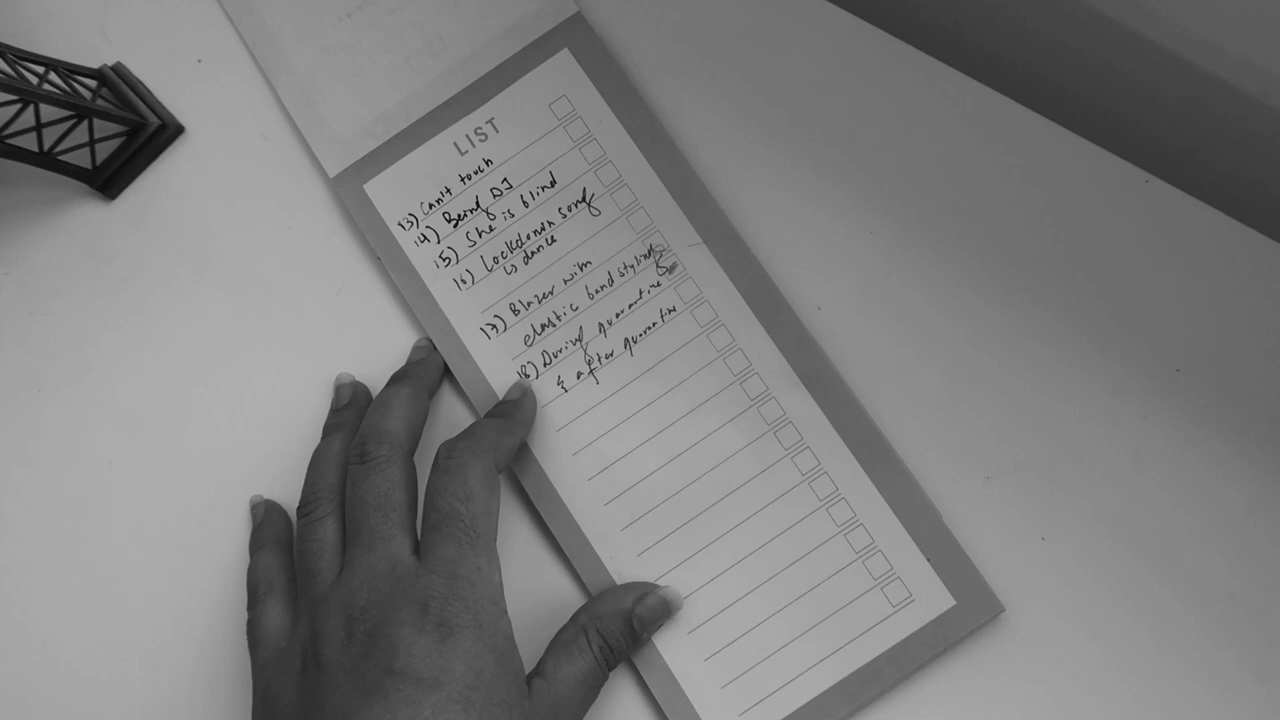 LIST
13) Can't touch
14) Being DJ
15) She is blind
16) Lockdown song
↳ dance
17) Blazer with
elastic band styling
18) During quarantine
& after quarantine